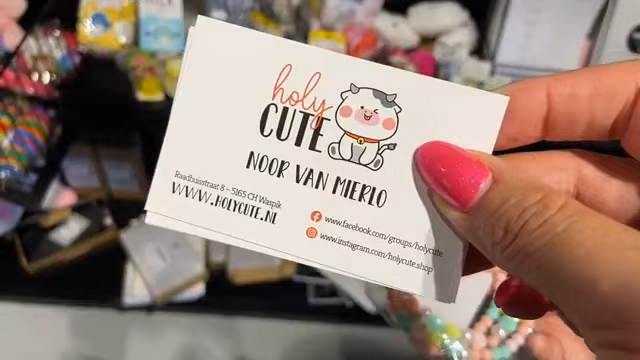 holy
CUTE
NOOR VAN MIERLO
Raadhuisstraat 8 – 5165 CH Waspik
WWW.HOLYCUTE.NL
www.facebook.com/groups/holycute
www.instagram.com/holycute.shop